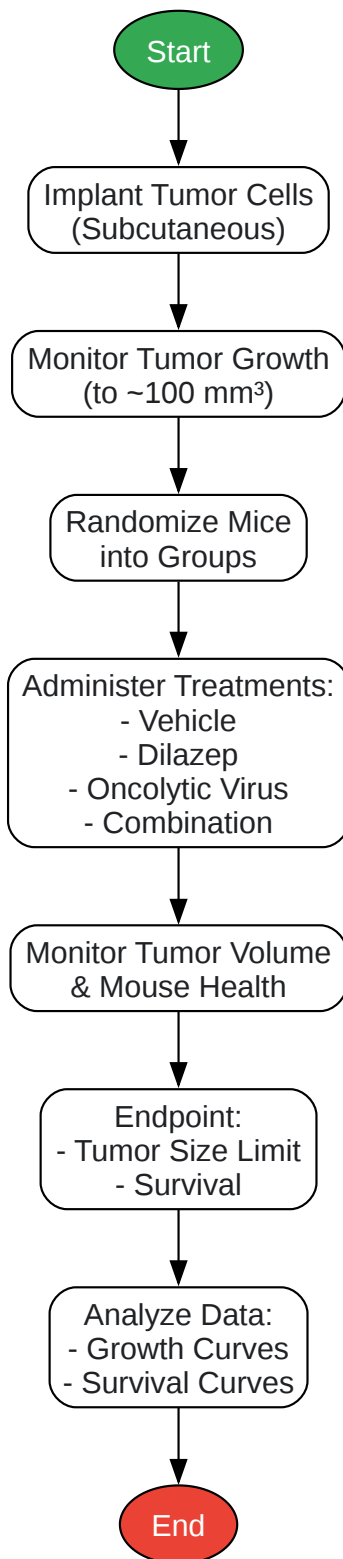 Start
Implant Tumor Cells
(Subcutaneous)
Monitor Tumor Growth
(to ~100 mm³)
Randomize Mice
into Groups
Administer Treatments:
- Vehicle
- Dilazep
- Oncolytic Virus
- Combination
Monitor Tumor Volume
& Mouse Health
Endpoint:
- Tumor Size Limit
- Survival
Analyze Data:
- Growth Curves
- Survival Curves
End